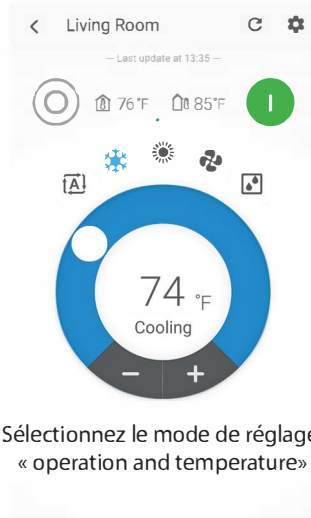 Living Room
— Last update at 13:35 —
76°F 85°F
A
74 °F
Cooling
− +
Sélectionnez le mode de réglage
« operation and temperature»